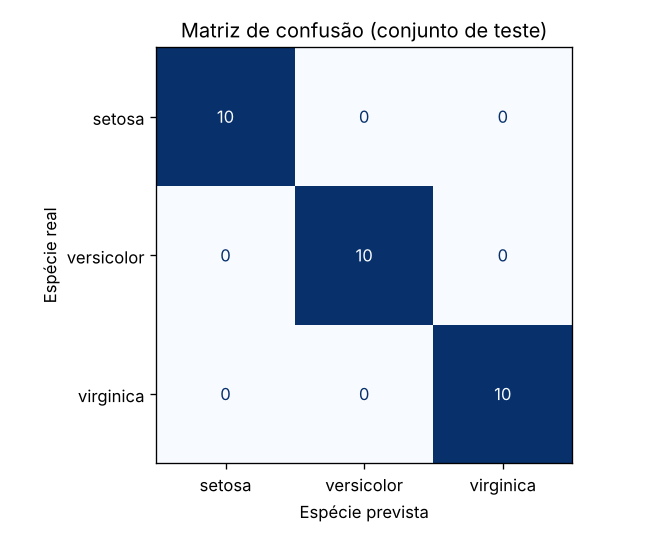 Matriz de confusão (conjunto de teste)
Espécie real
setosa 10 0 0
versicolor 0 10 0
virginica 0 0 10
setosa versicolor virginica
Espécie prevista